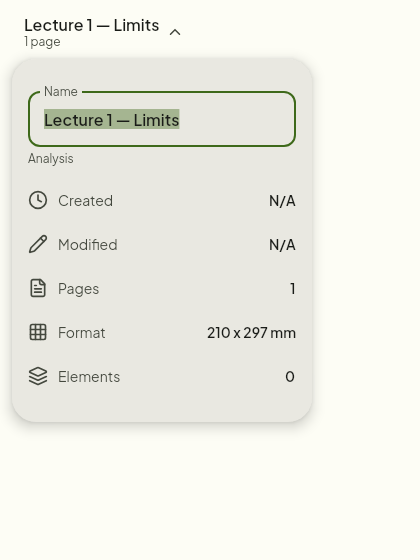 Lecture 1 — Limits
1 page
Name
Lecture 1 — Limits
Analysis
Created N/A
Modified N/A
Pages 1
Format 210 x 297 mm
Elements 0